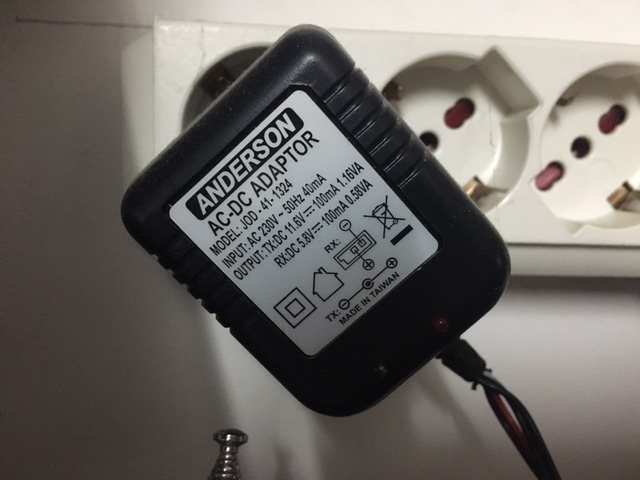 ANDERSON
AC-DC ADAPTOR
MODEL: JOD-41-1324
INPUT: AC 230V~50Hz 40mA
OUTPUT: TX:DC 11.6V⎓100mA 1.16VA
RX:DC 5.8V⎓100mA 0.58VA
RX:
TX:
MADE IN TAIWAN